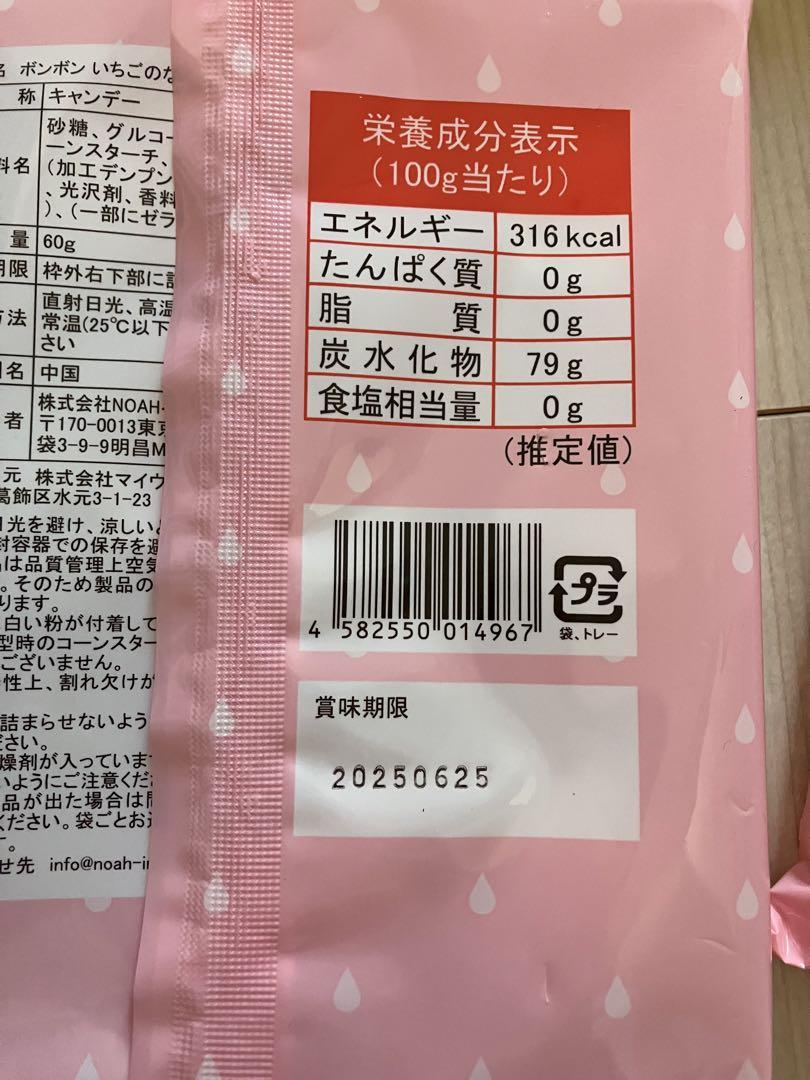 名 ボンボン いちごのな
称 キャンデー
料名 砂糖、グルコー
ーンスターチ、
(加工デンプン
、光沢剤、香料
)、(一部にゼラ
量 60g
期限 枠外右下部に記
方法 直射日光、高温
常温(25℃以下
さい
国名 中国
者 株式会社NOAH-
〒170-0013東京
袋3-9-9明昌M
元 株式会社マイウ
葛飾区水元3-1-23
光を避け、涼しい
封容器での保存を避
は品質管理上空気
。そのため製品の
ります。
白い粉が付着して
型時のコーンスター
ございません。
性上、割れ欠けが
詰まらせないよう
ださい。
燥剤が入っていま
いようにご注意くだ
品が出た場合は
ください。袋ごとお
す。
せ先 info@noah-in
栄養成分表示
(100g当たり)
エネルギー 316kcal
たんぱく質 0g
脂質 0g
炭水化物 79g
食塩相当量 0g
(推定値)
4 582550 014967
プラ
袋、トレー
賞味期限
20250625